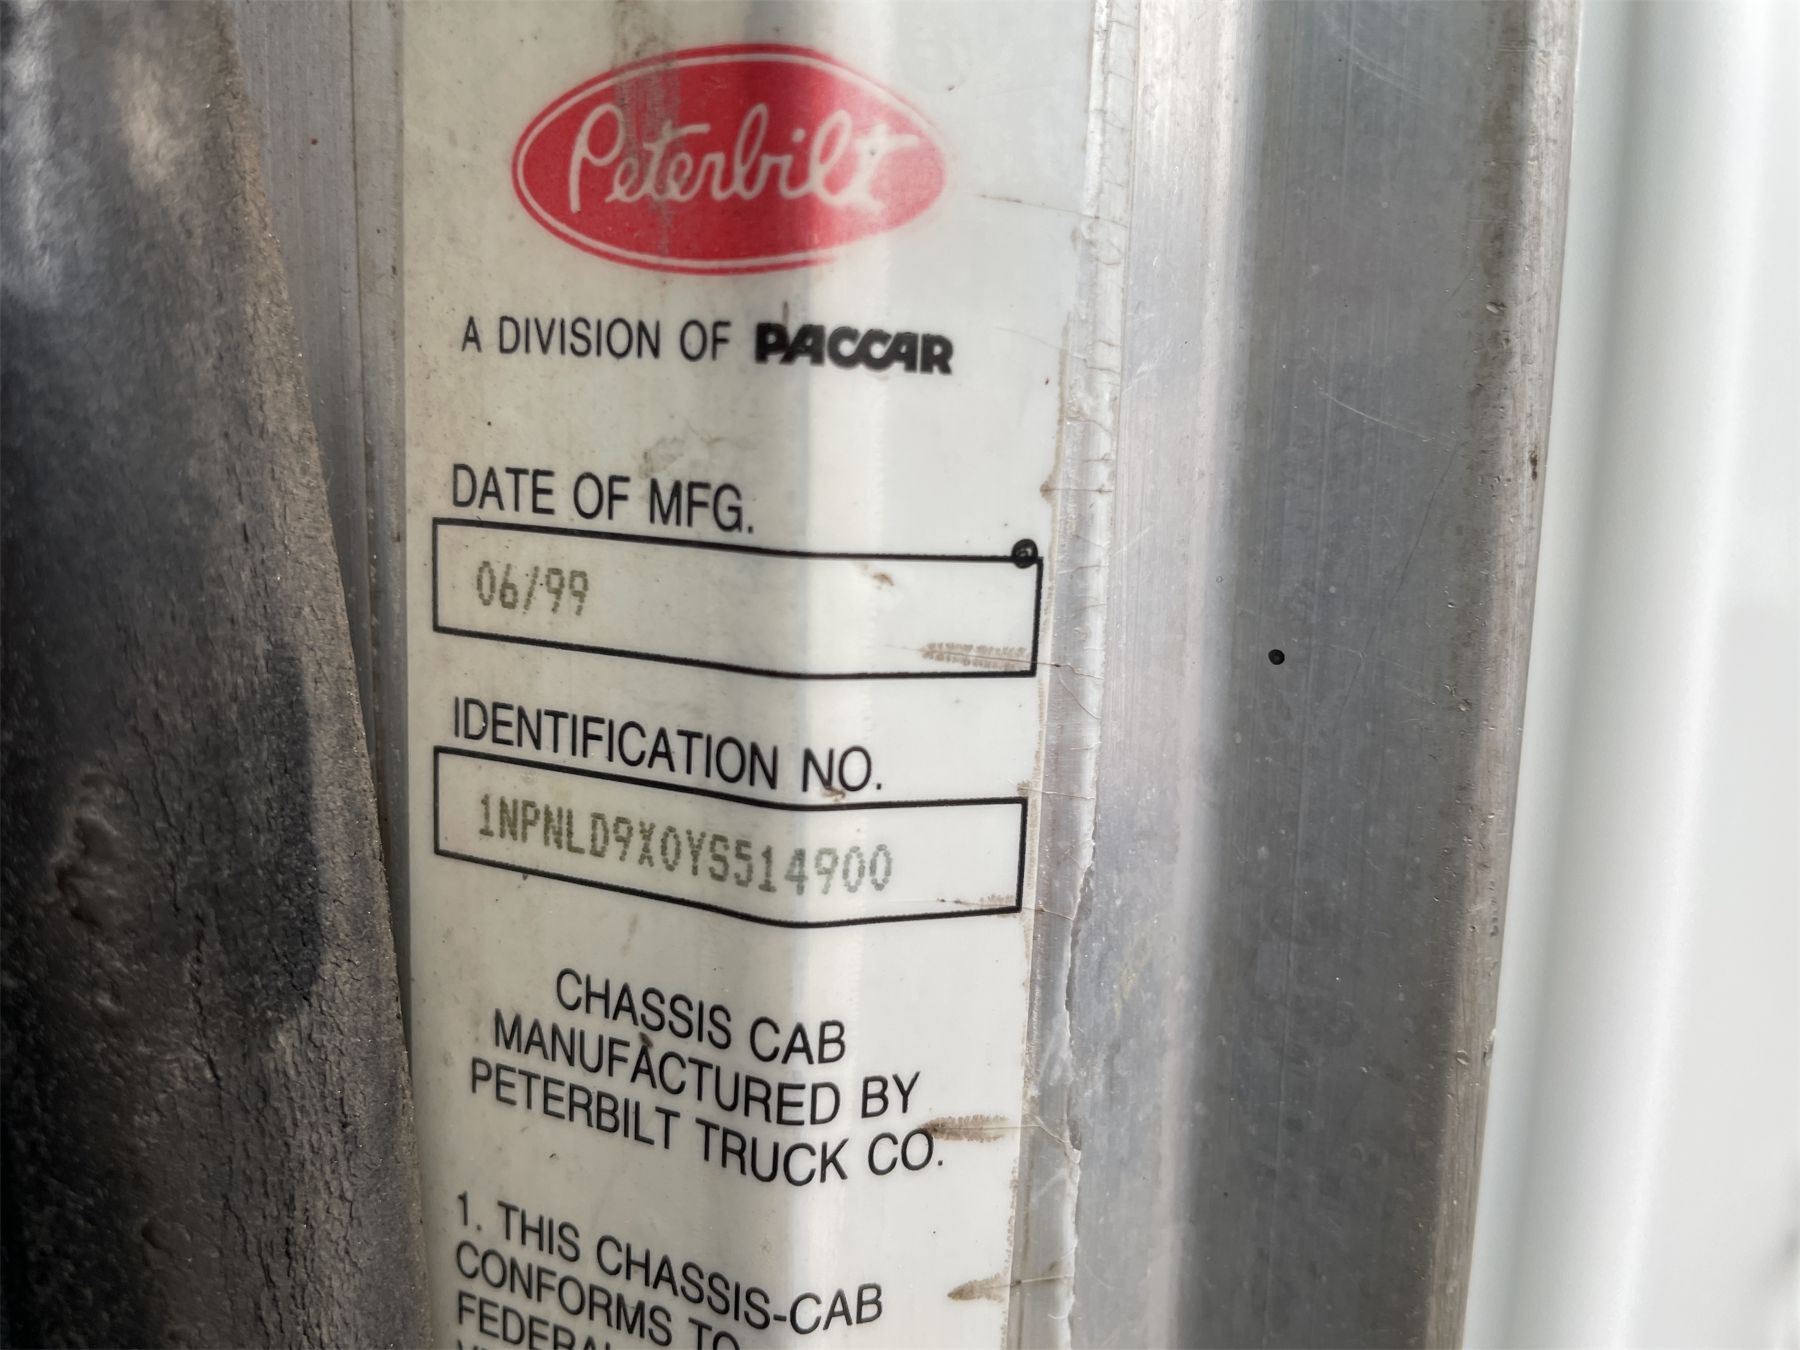 Peterbilt
A DIVISION OF PACCAR
DATE OF MFG.
06/99
IDENTIFICATION NO.
1NPNLD9X0YS514900
CHASSIS CAB
MANUFACTURED BY
PETERBILT TRUCK CO.
1. THIS CHASSIS-CAB
CONFORMS TO